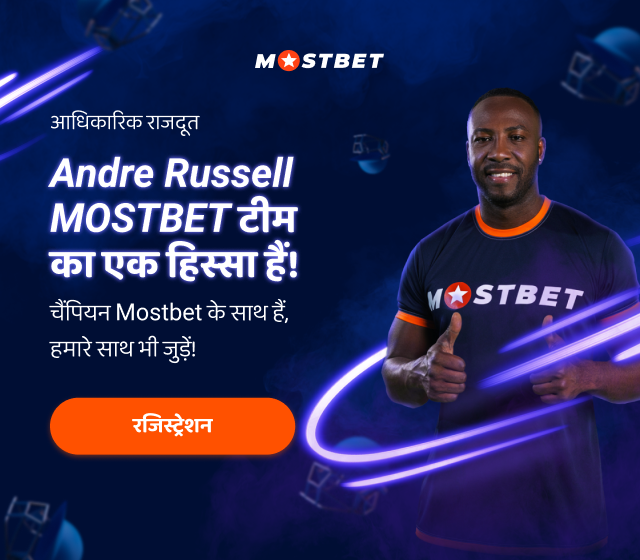 MOSTBET
आधिकारिक राजदूत
Andre Russell
MOSTBET टीम
का एक हिस्सा हैं!
चैंपियन Mostbet के साथ हैं,
हमारे साथ भी जुड़ें!
रजिस्ट्रेशन
MOSTBET